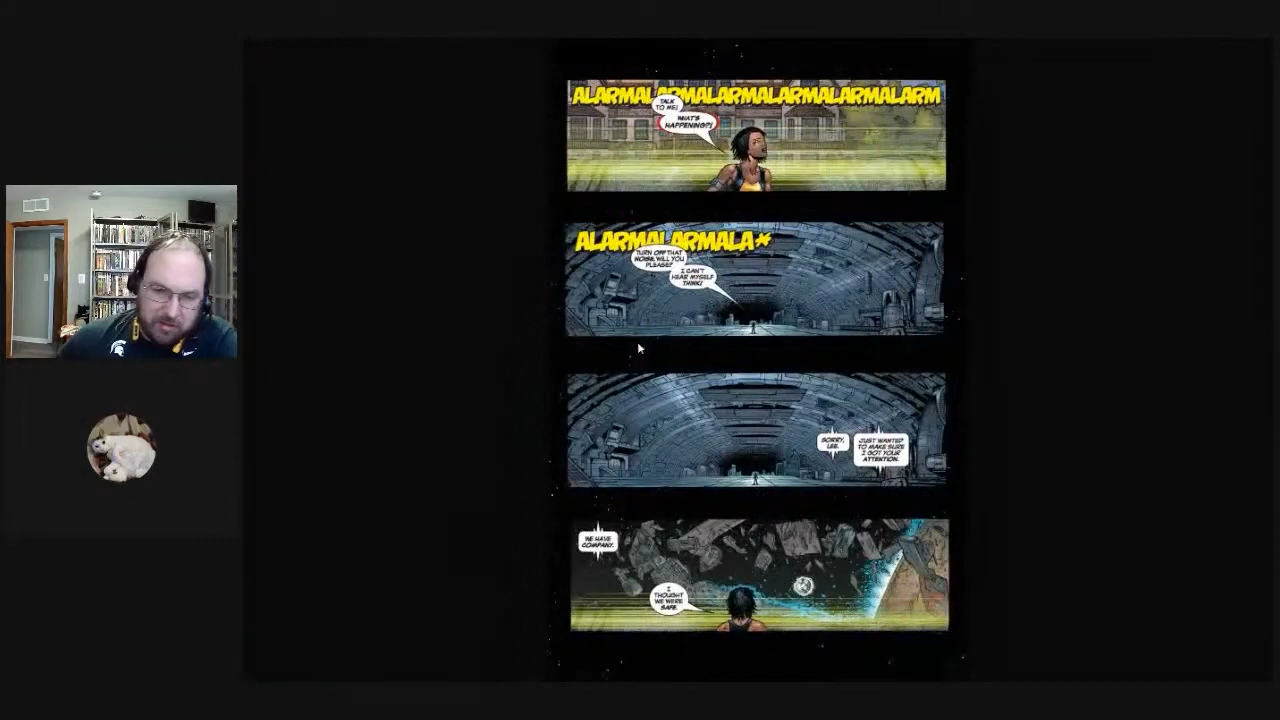 ALARMALARMALARMALARMALARMALARM
TALK
TO ME!
WHAT'S
HAPPENING?!
ALARMALARMALA*
TURN OFF THAT
NOISE, WILL YOU
PLEASE?
I CAN'T
HEAR MYSELF
THINK!
SORRY,
LEE.
JUST WANTED
TO MAKE SURE
I GOT YOUR
ATTENTION.
WE HAVE
COMPANY.
I
THOUGHT
WE WERE
SAFE.